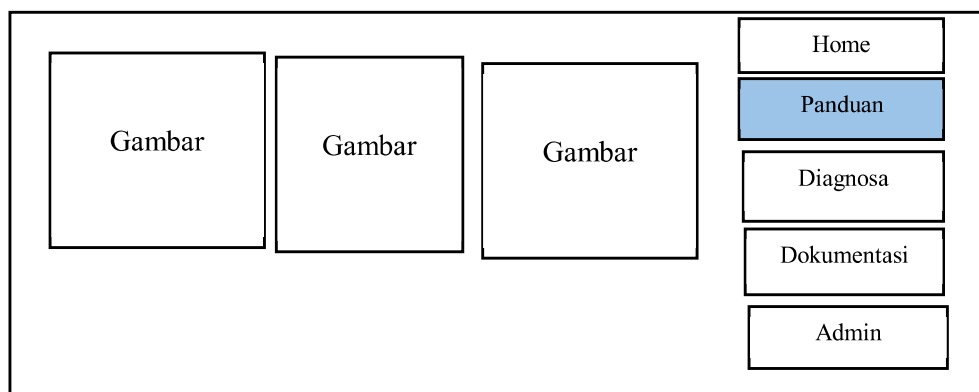 Gambar
Gambar
Gambar
Home
Panduan
Diagnosa
Dokumentasi
Admin